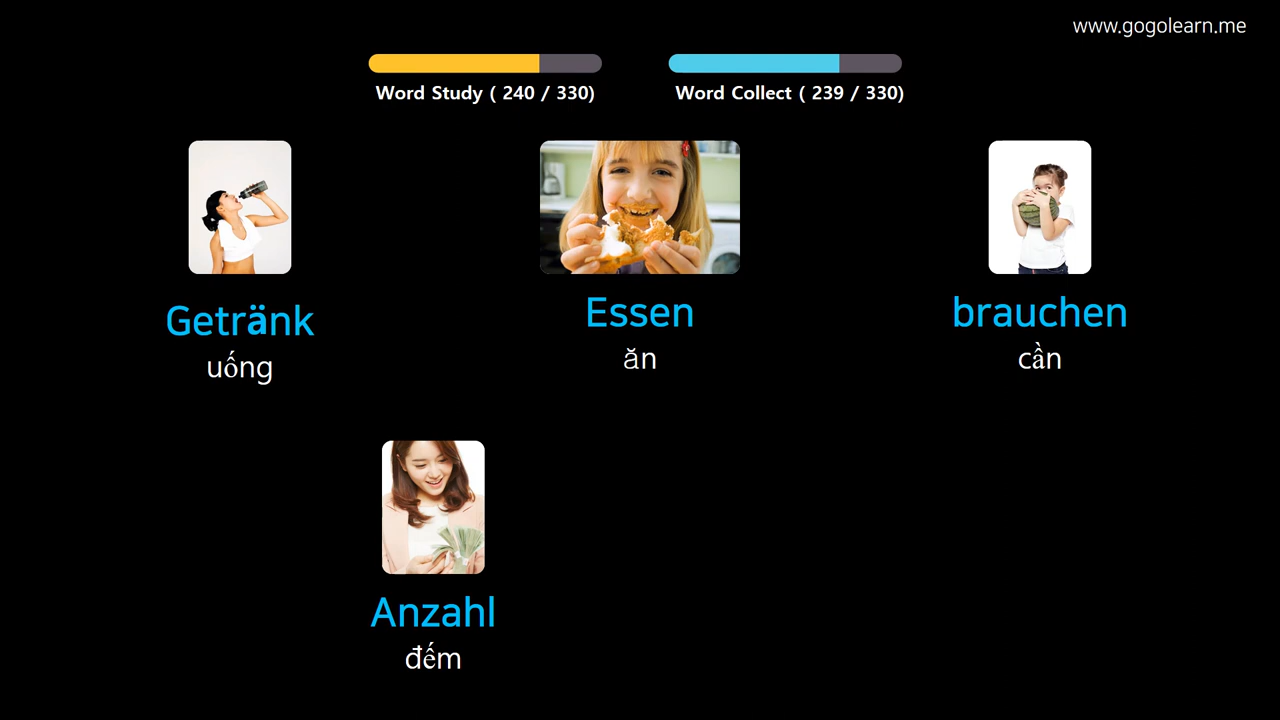 www.gogolearn.me
Word Study ( 240 / 330)
Word Collect ( 239 / 330)
Getränk
uống
Essen
ăn
brauchen
cần
Anzahl
đếm